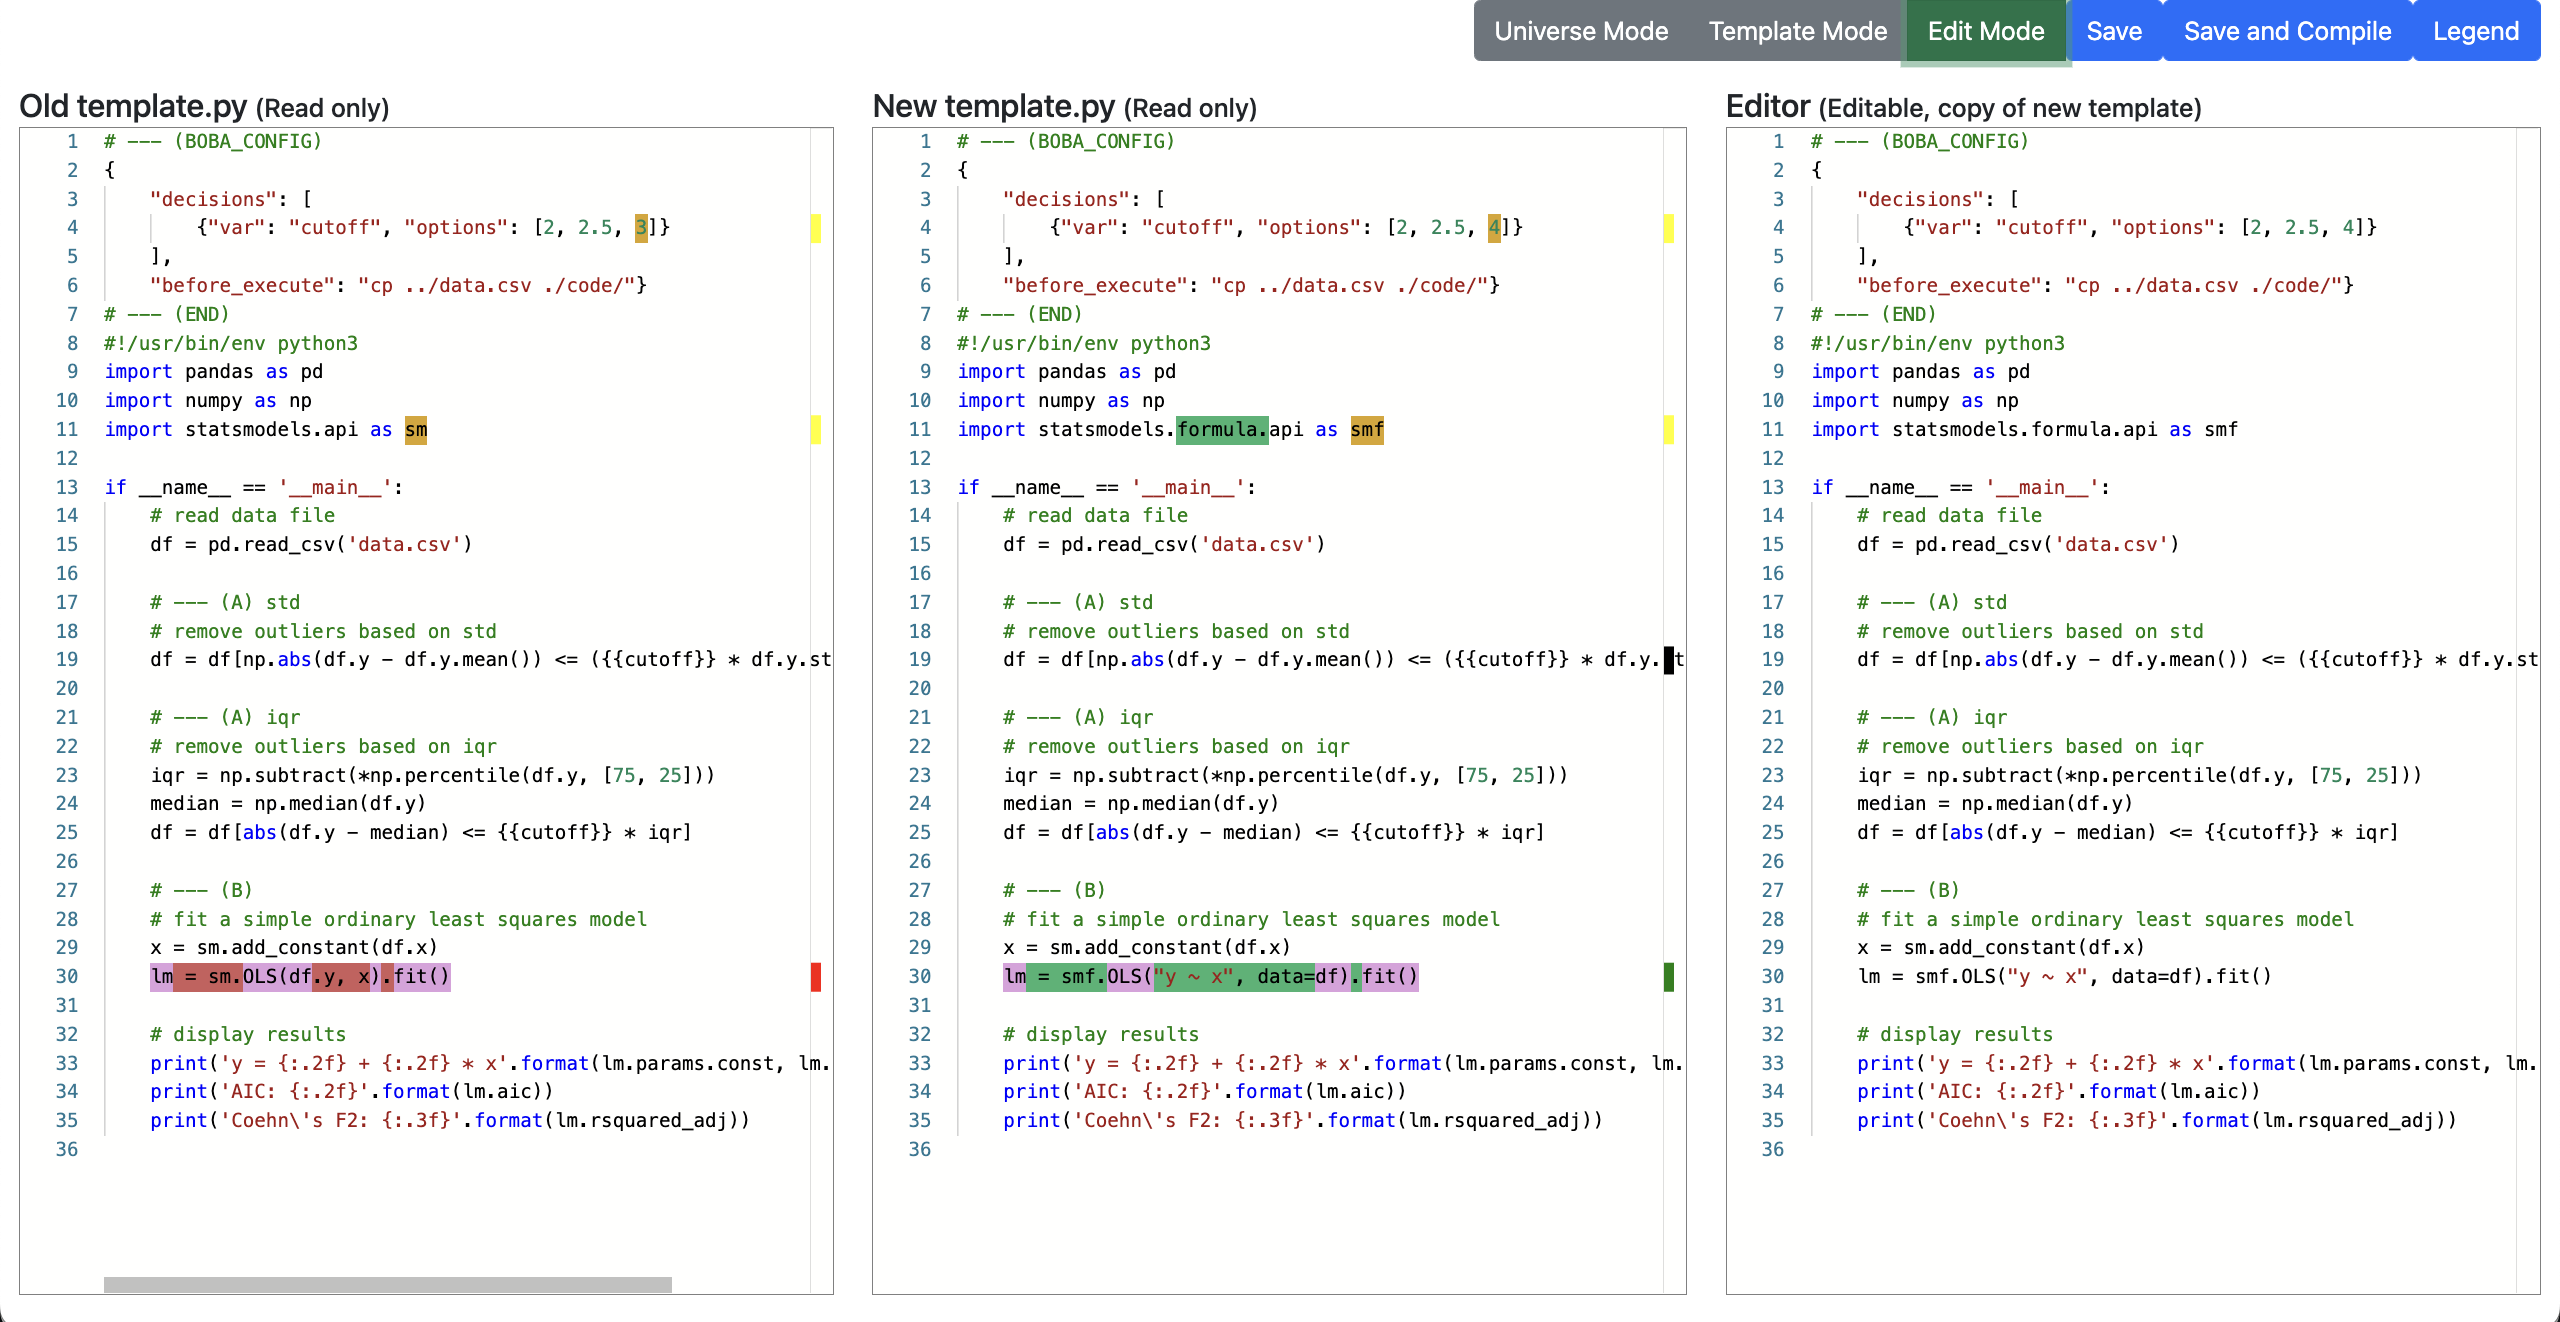 Universe Mode Template Mode Edit Mode Save Save and Compile Legend
Old template.py (Read only)
1 # --- (BOBA_CONFIG)
2 {
3 "decisions": [
4 {"var": "cutoff", "options": [2, 2.5, 3]}
5 ],
6 "before_execute": "cp ../data.csv ./code/"}
7 # --- (END)
8 #!/usr/bin/env python3
9 import pandas as pd
10 import numpy as np
11 import statsmodels.api as sm
12
13 if __name__ == '__main__':
14 # read data file
15 df = pd.read_csv('data.csv')
16
17 # --- (A) std
18 # remove outliers based on std
19 df = df[np.abs(df.y - df.y.mean()) <= ({{cutoff}} * df.y.st
20
21 # --- (A) iqr
22 # remove outliers based on iqr
23 iqr = np.subtract(*np.percentile(df.y, [75, 25]))
24 median = np.median(df.y)
25 df = df[abs(df.y - median) <= {{cutoff}} * iqr]
26
27 # --- (B)
28 # fit a simple ordinary least squares model
29 x = sm.add_constant(df.x)
30 lm = sm.OLS(df.y, x).fit()
31
32 # display results
33 print('y = {:.2f} + {:.2f} * x'.format(lm.params.const, lm.
34 print('AIC: {:.2f}'.format(lm.aic))
35 print('Coehn\'s F2: {:.3f}'.format(lm.rsquared_adj))
36
New template.py (Read only)
1 # --- (BOBA_CONFIG)
2 {
3 "decisions": [
4 {"var": "cutoff", "options": [2, 2.5, 4]}
5 ],
6 "before_execute": "cp ../data.csv ./code/"}
7 # --- (END)
8 #!/usr/bin/env python3
9 import pandas as pd
10 import numpy as np
11 import statsmodels.formula.api as smf
12
13 if __name__ == '__main__':
14 # read data file
15 df = pd.read_csv('data.csv')
16
17 # --- (A) std
18 # remove outliers based on std
19 df = df[np.abs(df.y - df.y.mean()) <= ({{cutoff}} * df.y. t
20
21 # --- (A) iqr
22 # remove outliers based on iqr
23 iqr = np.subtract(*np.percentile(df.y, [75, 25]))
24 median = np.median(df.y)
25 df = df[abs(df.y - median) <= {{cutoff}} * iqr]
26
27 # --- (B)
28 # fit a simple ordinary least squares model
29 x = sm.add_constant(df.x)
30 lm = smf.OLS("y ~ x", data=df).fit()
31
32 # display results
33 print('y = {:.2f} + {:.2f} * x'.format(lm.params.const, lm.
34 print('AIC: {:.2f}'.format(lm.aic))
35 print('Coehn\'s F2: {:.3f}'.format(lm.rsquared_adj))
36
Editor (Editable, copy of new template)
1 # --- (BOBA_CONFIG)
2 {
3 "decisions": [
4 {"var": "cutoff", "options": [2, 2.5, 4]}
5 ],
6 "before_execute": "cp ../data.csv ./code/"}
7 # --- (END)
8 #!/usr/bin/env python3
9 import pandas as pd
10 import numpy as np
11 import statsmodels.formula.api as smf
12
13 if __name__ == '__main__':
14 # read data file
15 df = pd.read_csv('data.csv')
16
17 # --- (A) std
18 # remove outliers based on std
19 df = df[np.abs(df.y - df.y.mean()) <= ({{cutoff}} * df.y.st
20
21 # --- (A) iqr
22 # remove outliers based on iqr
23 iqr = np.subtract(*np.percentile(df.y, [75, 25]))
24 median = np.median(df.y)
25 df = df[abs(df.y - median) <= {{cutoff}} * iqr]
26
27 # --- (B)
28 # fit a simple ordinary least squares model
29 x = sm.add_constant(df.x)
30 lm = smf.OLS("y ~ x", data=df).fit()
31
32 # display results
33 print('y = {:.2f} + {:.2f} * x'.format(lm.params.const, lm.
34 print('AIC: {:.2f}'.format(lm.aic))
35 print('Coehn\'s F2: {:.3f}'.format(lm.rsquared_adj))
36